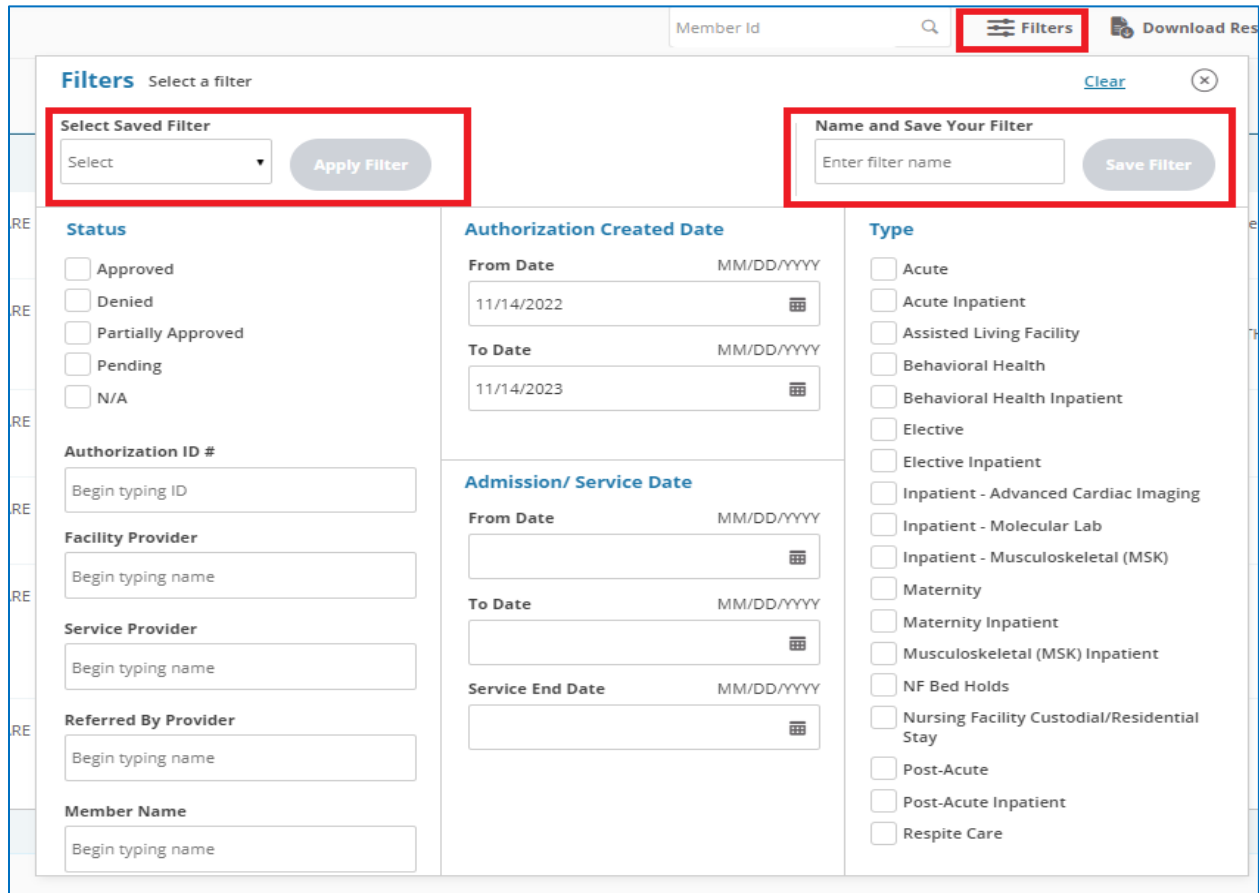 Member Id
Filters
Download Res
Filters Select a filter
Clear
Select Saved Filter
Select
Apply Filter
Name and Save Your Filter
Enter filter name
Save Filter
Status
Approved
Denied
Partially Approved
Pending
N/A
Authorization ID #
Begin typing ID
Facility Provider
Begin typing name
Service Provider
Begin typing name
Referred By Provider
Begin typing name
Member Name
Begin typing name
Authorization Created Date
From Date MM/DD/YYYY
11/14/2022
To Date MM/DD/YYYY
11/14/2023
Admission/ Service Date
From Date MM/DD/YYYY
To Date MM/DD/YYYY
Service End Date MM/DD/YYYY
Type
Acute
Acute Inpatient
Assisted Living Facility
Behavioral Health
Behavioral Health Inpatient
Elective
Elective Inpatient
Inpatient - Advanced Cardiac Imaging
Inpatient - Molecular Lab
Inpatient - Musculoskeletal (MSK)
Maternity
Maternity Inpatient
Musculoskeletal (MSK) Inpatient
NF Bed Holds
Nursing Facility Custodial/Residential
Stay
Post-Acute
Post-Acute Inpatient
Respite Care
ARE
ARE
ARE
ARE
ARE
ARE